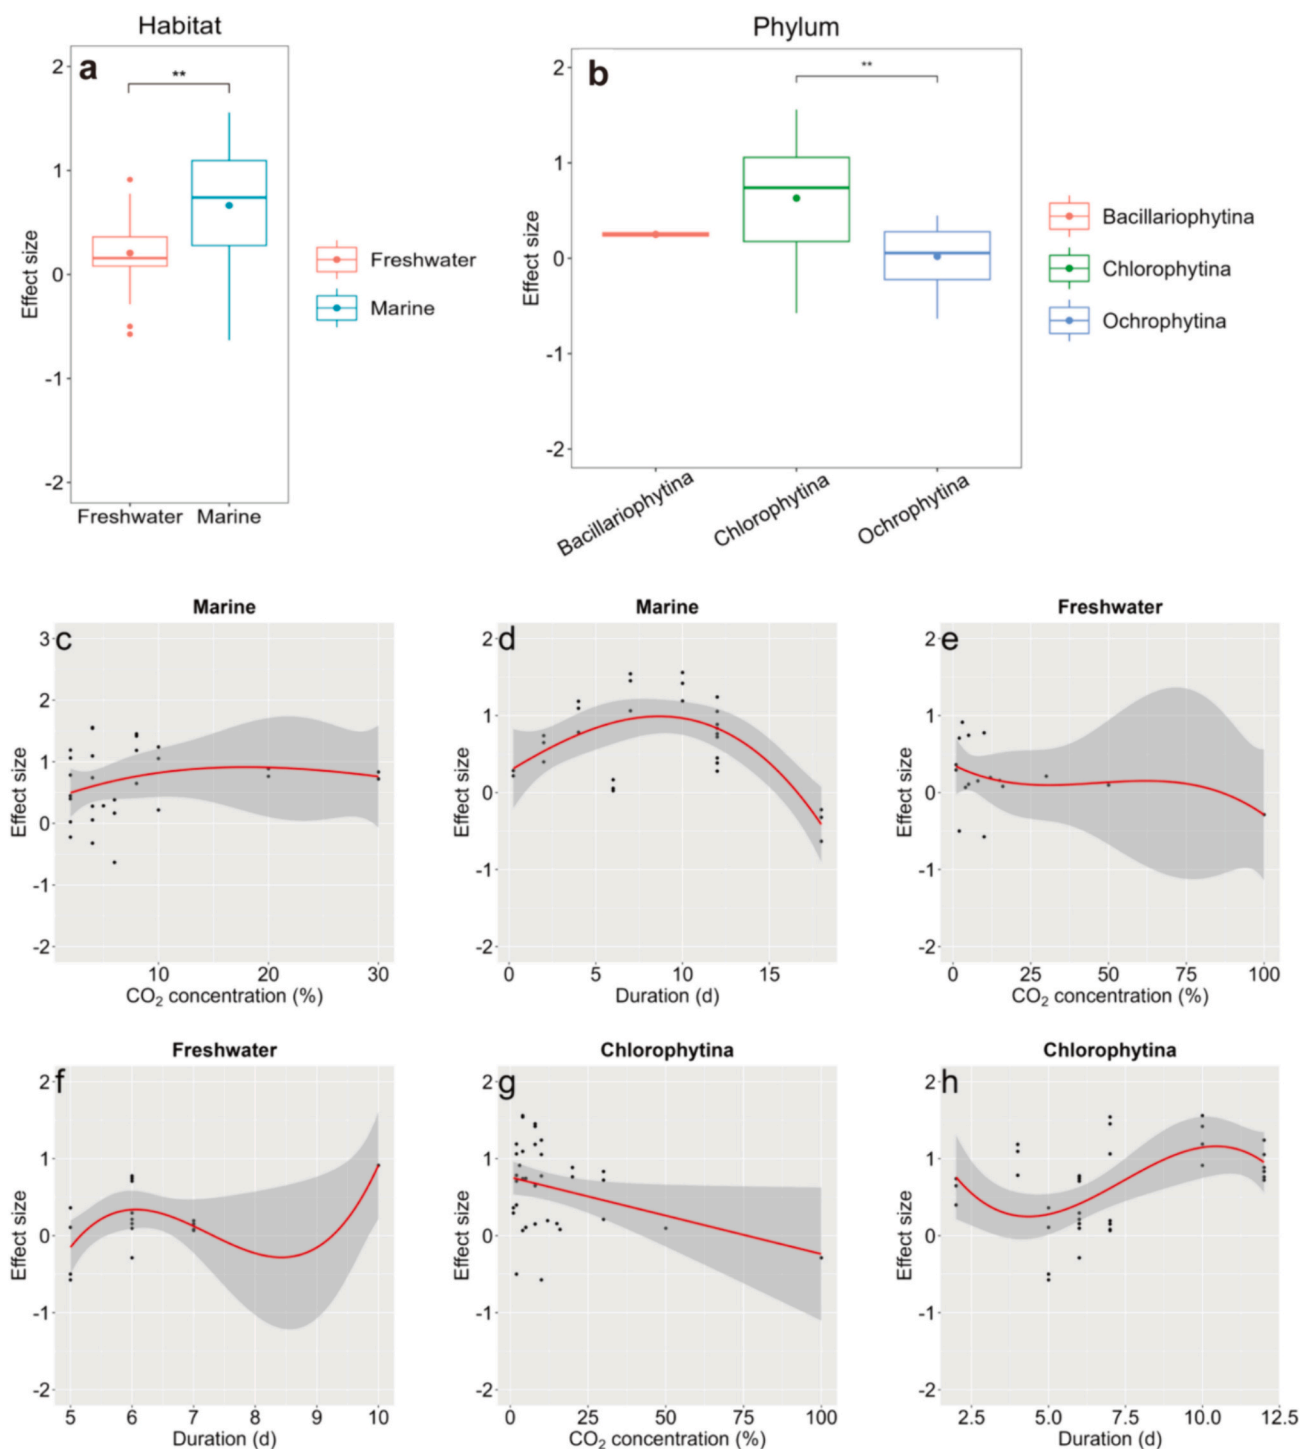 Habitat
Phylum
a
**
b
**
2
1
0
-1
-2
Effect size
Freshwater
Marine
Freshwater
Marine
2
1
0
-1
-2
Effect size
Bacillariophytina
Chlorophytina
Ochrophytina
Bacillariophytina
Chlorophytina
Ochrophytina
Marine
c
3
2
1
0
-1
-2
Effect size
10
20
30
CO₂ concentration (%)
Marine
d
2
1
0
-1
-2
Effect size
0
5
10
15
Duration (d)
Freshwater
e
2
1
0
-1
-2
Effect size
0
25
50
75
100
CO₂ concentration (%)
Freshwater
f
2
1
0
-1
-2
Effect size
5
6
7
8
9
10
Duration (d)
Chlorophytina
g
2
1
0
-1
-2
Effect size
0
25
50
75
100
CO₂ concentration (%)
Chlorophytina
h
2
1
0
-1
-2
Effect size
2.5
5.0
7.5
10.0
12.5
Duration (d)